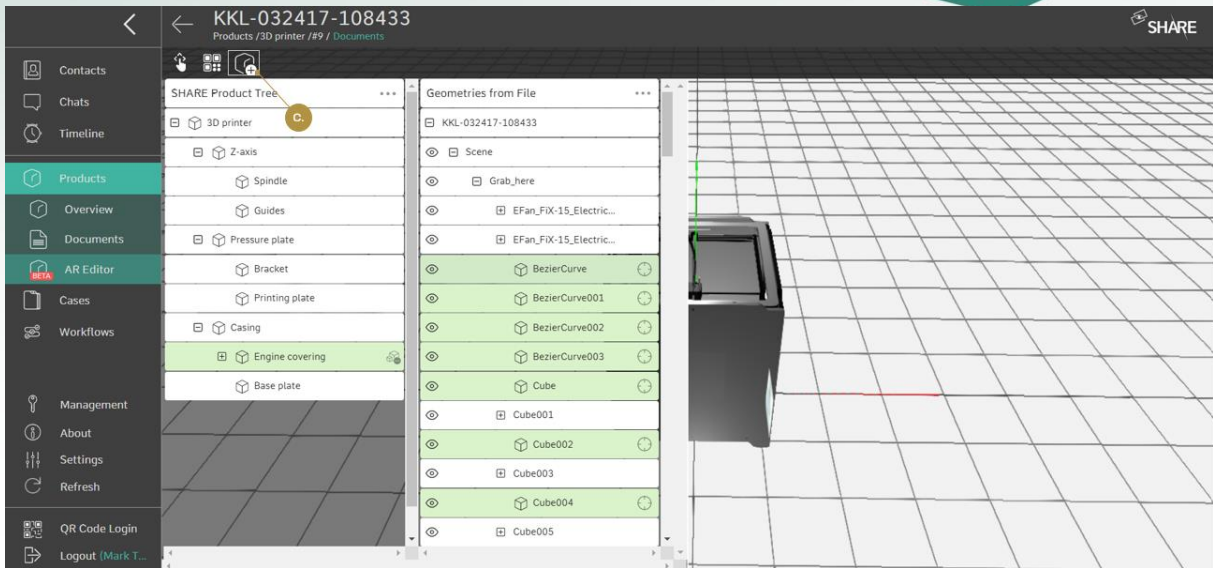 KKL-032417-108433
Products /3D printer /#9 / Documents
SHARE
Contacts
Chats
Timeline
Products
Overview
Documents
AR Editor
BETA
Cases
Workflows
Management
About
Settings
Refresh
QR Code Login
Logout (Mark T...
C.
SHARE Product Tree
3D printer
Z-axis
Spindle
Guides
Pressure plate
Bracket
Printing plate
Casing
Engine covering
Base plate
Geometries from File
KKL-032417-108433
Scene
Grab_here
EFan_FiX-15_Electric...
EFan_FiX-15_Electric...
BezierCurve
BezierCurve001
BezierCurve002
BezierCurve003
Cube
Cube001
Cube002
Cube003
Cube004
Cube005